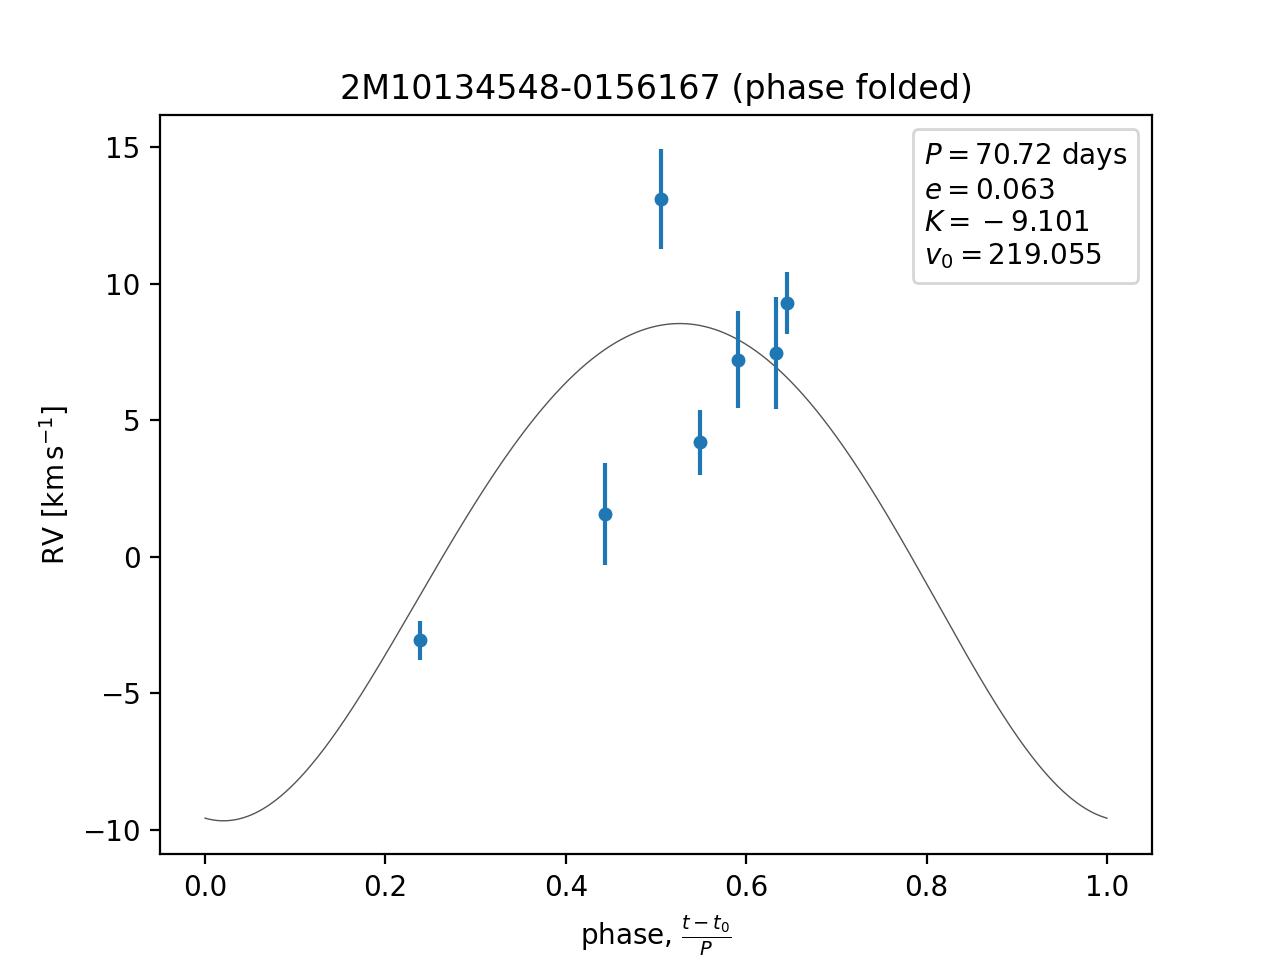 2M10134548-0156167 (phase folded)
P = 70.72 days
e = 0.063
K = −9.101
v₀ = 219.055
RV [km s⁻¹]
15
10
5
0
−5
−10
0.0 0.2 0.4 0.6 0.8 1.0
phase, (t − t₀)/P